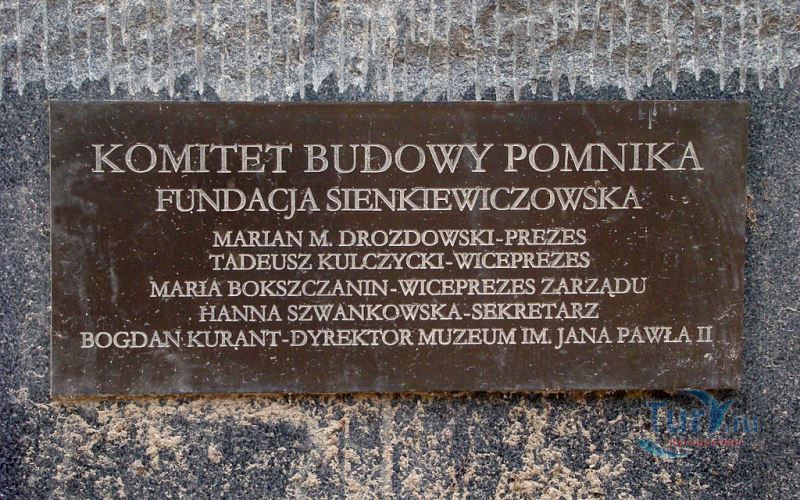 KOMITET BUDOWY POMNIKA
FUNDACJA SIENKIEWICZOWSKA
MARIAN M. DROZDOWSKI-PREZES
TADEUSZ KULCZYCKI-WICEPREZES
MARIA BOKSZCZANIN-WICEPREZES ZARZĄDU
HANNA SZWANKOWSKA-SEKRETARZ
BOGDAN KURANT-DYREKTOR MUZEUM IM. JANA PAWŁA II